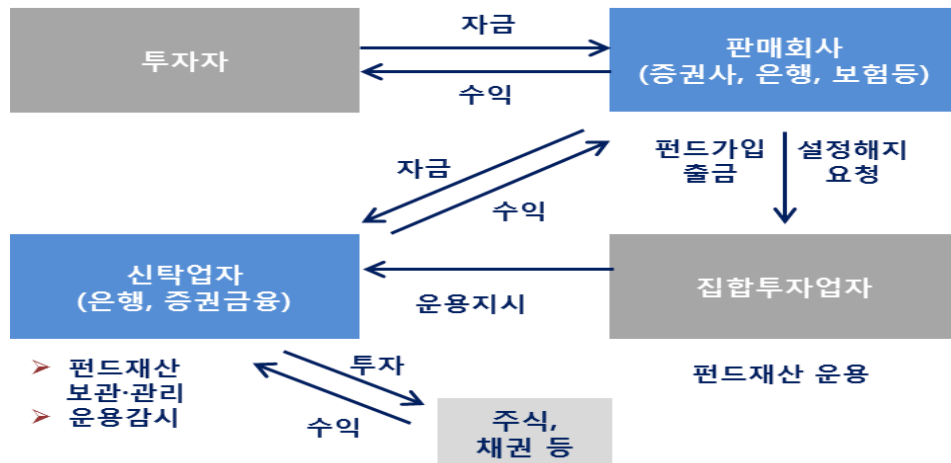 투자자
자금
수익
판매회사
(증권사, 은행, 보험등)
자금
수익
펀드가입
출금
설정해지
요청
신탁업자
(은행, 증권금융)
운용지시
집합투자업자
➢ 펀드재산
보관·관리
➢ 운용감시
투자
수익
주식,
채권 등
펀드재산 운용